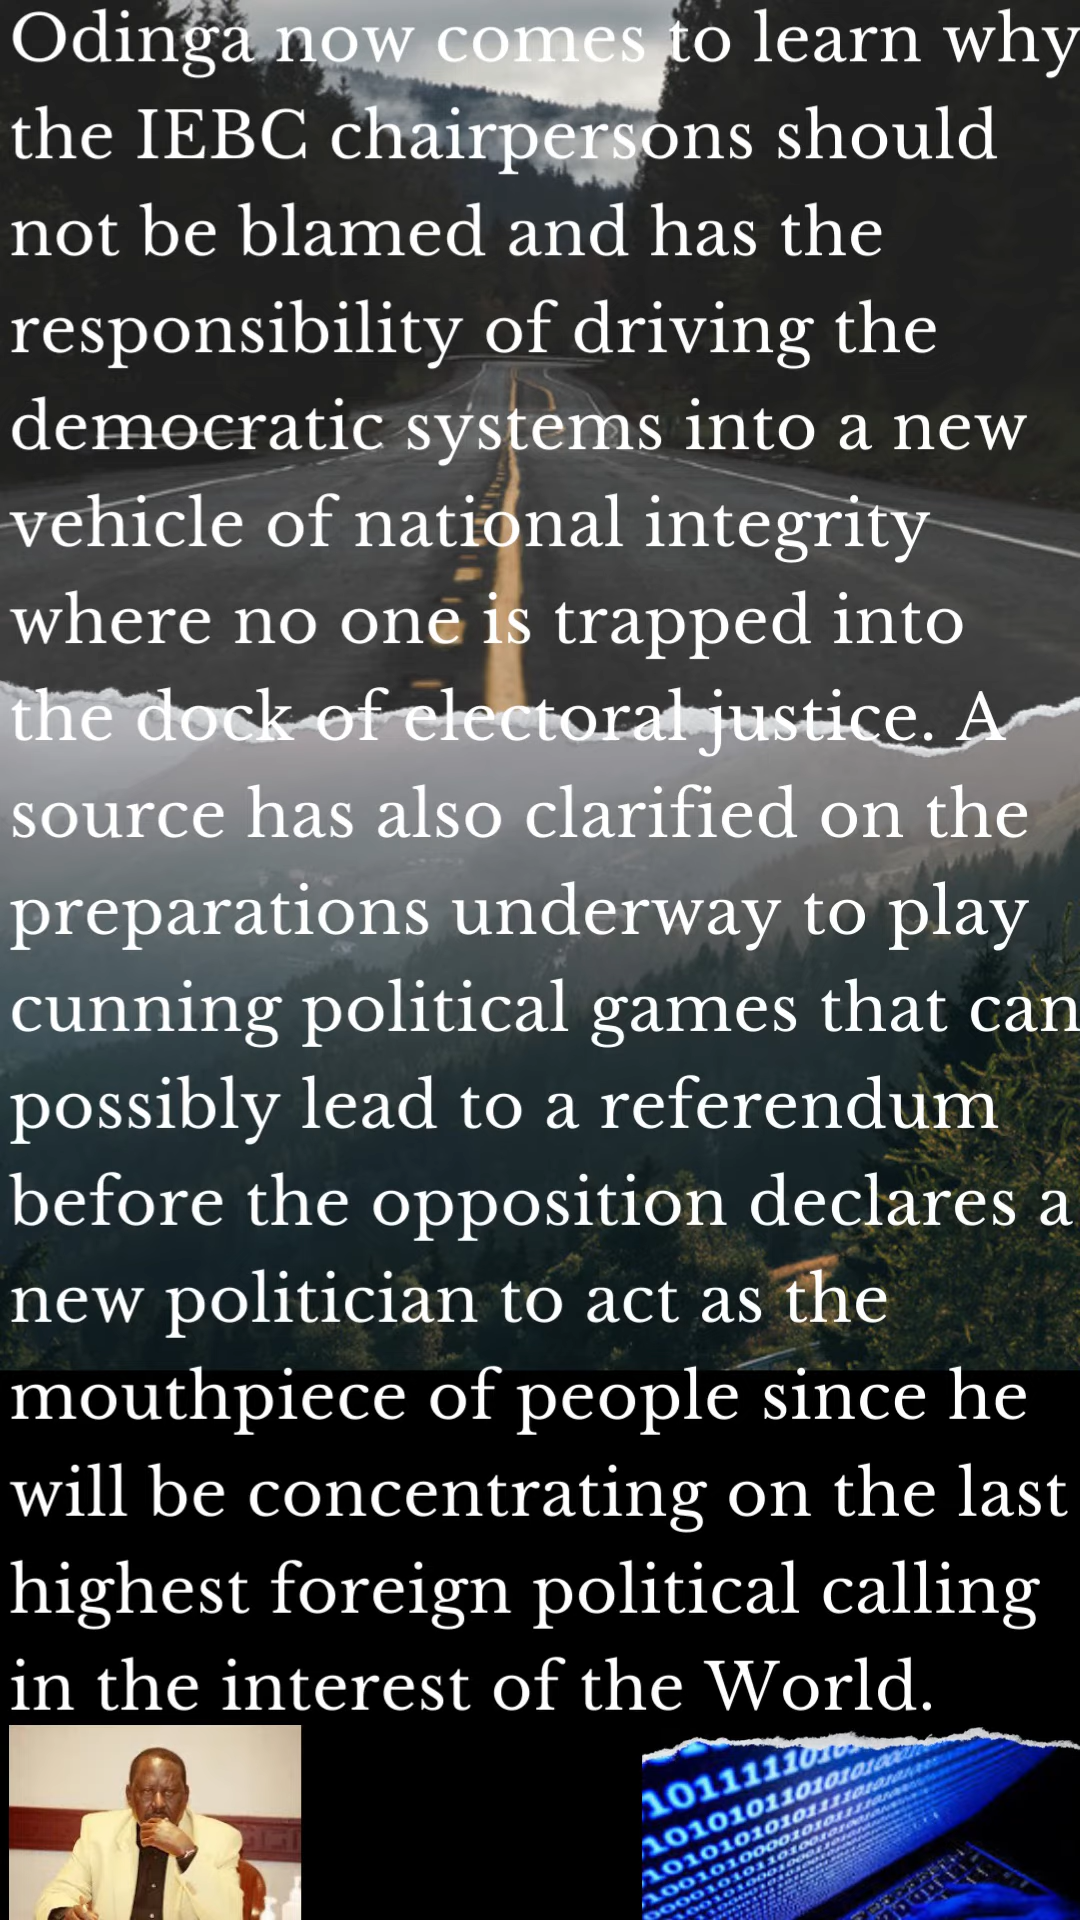 Odinga now comes to learn why
the IEBC chairpersons should
not be blamed and has the
responsibility of driving the
democratic systems into a new
vehicle of national integrity
where no one is trapped into
the dock of electoral justice. A
source has also clarified on the
preparations underway to play
cunning political games that can
possibly lead to a referendum
before the opposition declares a
new politician to act as the
mouthpiece of people since he
will be concentrating on the last
highest foreign political calling
in the interest of the World.